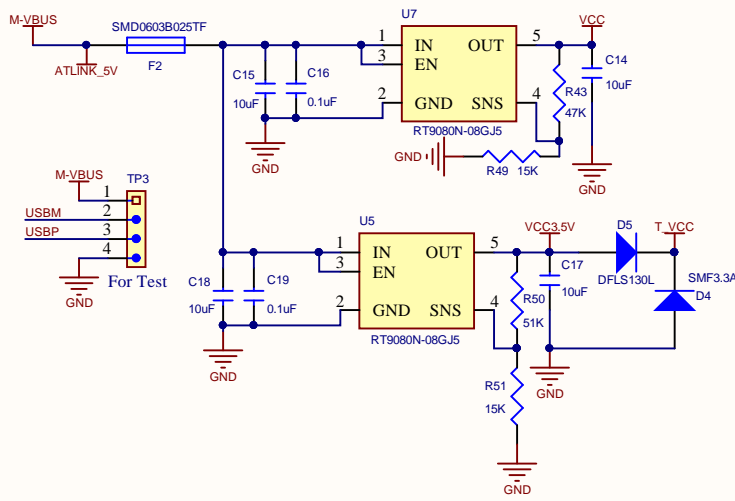 M-VBUS
ATLINK_5V
SMD0603B025TF
F2
C15
10uF
C16
0.1uF
U7
1 IN OUT 5
3 EN
2 GND SNS 4
RT9080N-08GJ5
VCC
C14
10uF
R43
47K
GND
R49 15K
GND
GND
M-VBUS
TP3
1
USBM 2
USBP 3
4
GND
For Test
U5
1 IN OUT 5
3 EN
2 GND SNS 4
RT9080N-08GJ5
C18
10uF
C19
0.1uF
GND
VCC3.5V
C17
10uF
R50
51K
D5
DFLS130L
T_VCC
SMF3.3A
D4
GND
R51
15K
GND